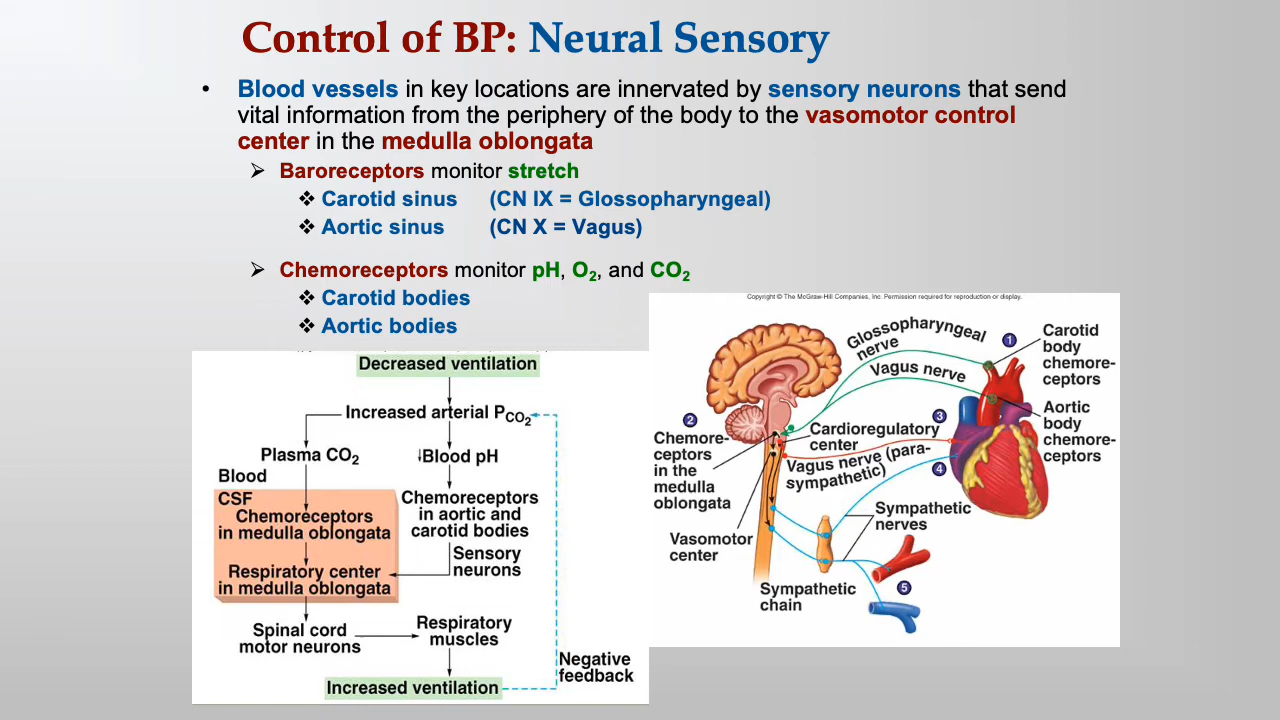 Control of BP: Neural Sensory
• Blood vessels in key locations are innervated by sensory neurons that send
vital information from the periphery of the body to the vasomotor control
center in the medulla oblongata
➢ Baroreceptors monitor stretch
❖ Carotid sinus (CN IX = Glossopharyngeal)
❖ Aortic sinus (CN X = Vagus)
➢ Chemoreceptors monitor pH, O₂, and CO₂
❖ Carotid bodies
❖ Aortic bodies
Decreased ventilation
Increased arterial PCO₂
Plasma CO₂
↓Blood pH
Blood
CSF
Chemoreceptors
in medulla oblongata
Chemoreceptors
in aortic and
carotid bodies
Sensory
neurons
Respiratory center
in medulla oblongata
Spinal cord
motor neurons
Respiratory
muscles
Increased ventilation
Negative
feedback
Copyright © The McGraw-Hill Companies, Inc. Permission required for reproduction or display.
Glossopharyngeal
nerve
1
Carotid
body
chemore-
ceptors
Vagus nerve
Aortic
body
chemore-
ceptors
2
Chemore-
ceptors
in the
medulla
oblongata
3
Cardioregulatory
center
Vagus nerve (para-
sympathetic)
4
Sympathetic
nerves
Vasomotor
center
Sympathetic
chain
5